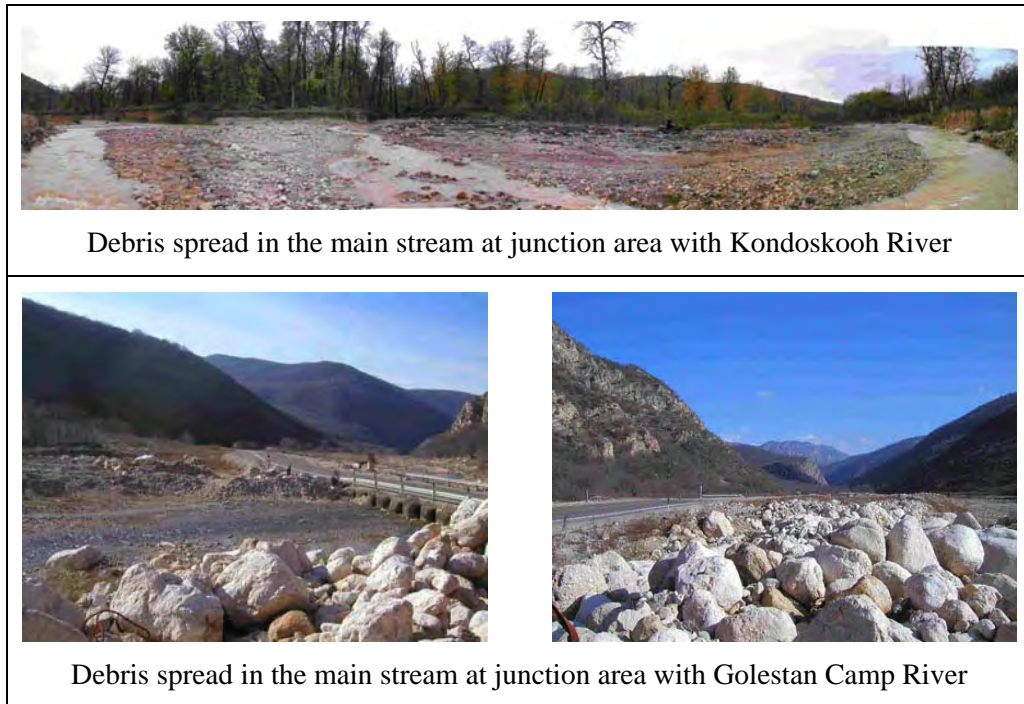 Debris spread in the main stream at junction area with Kondoskooh River
Debris spread in the main stream at junction area with Golestan Camp River